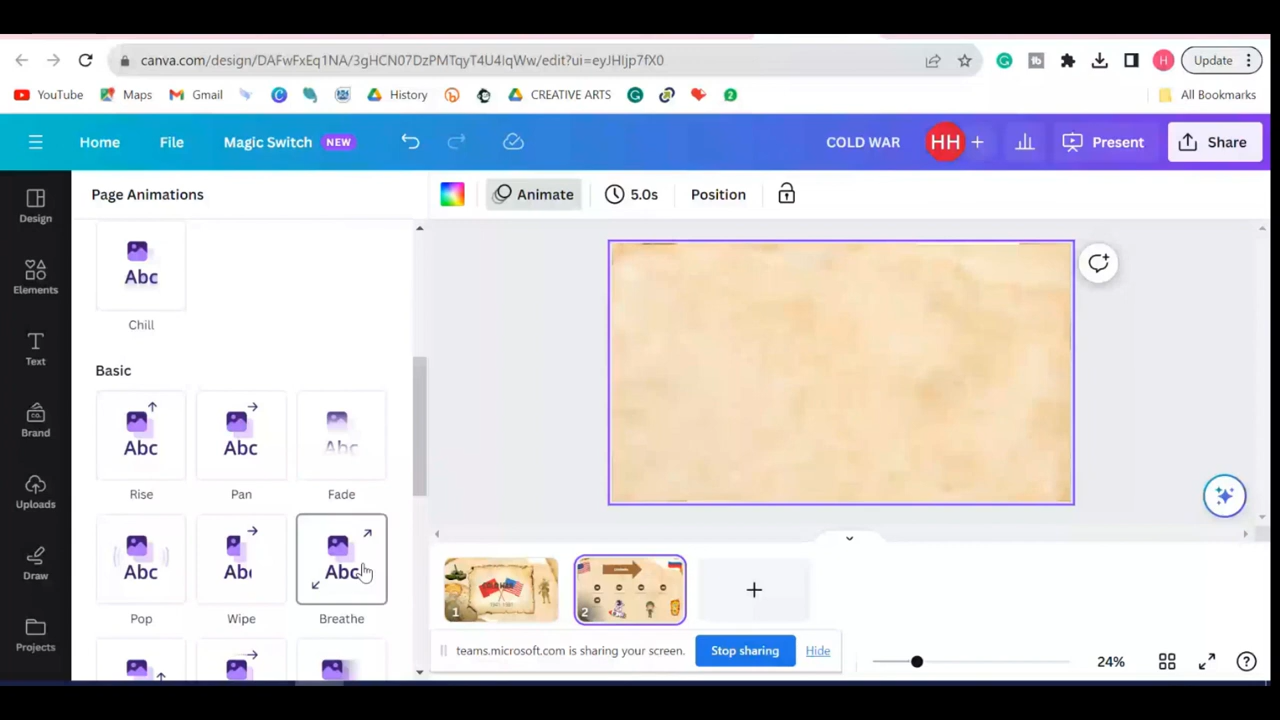 canva.com/design/DAFwFxEq1NA/3gHCN07DzPMTqyT4U4IqWw/edit?ui=eyJHIjp7fX0
H
Update
YouTube
Maps
Gmail
History
CREATIVE ARTS
All Bookmarks
Home
File
Magic Switch NEW
COLD WAR
HH
+
Present
Share
Page Animations
Animate
5.0s
Position
Design
Elements
Text
Brand
Uploads
Draw
Projects
Abc
Chill
Basic
Abc Abc Abc
Rise Pan Fade
Abc Abc Abc
Pop Wipe Breathe
1
2
+
teams.microsoft.com is sharing your screen.
Stop sharing
Hide
24%
?